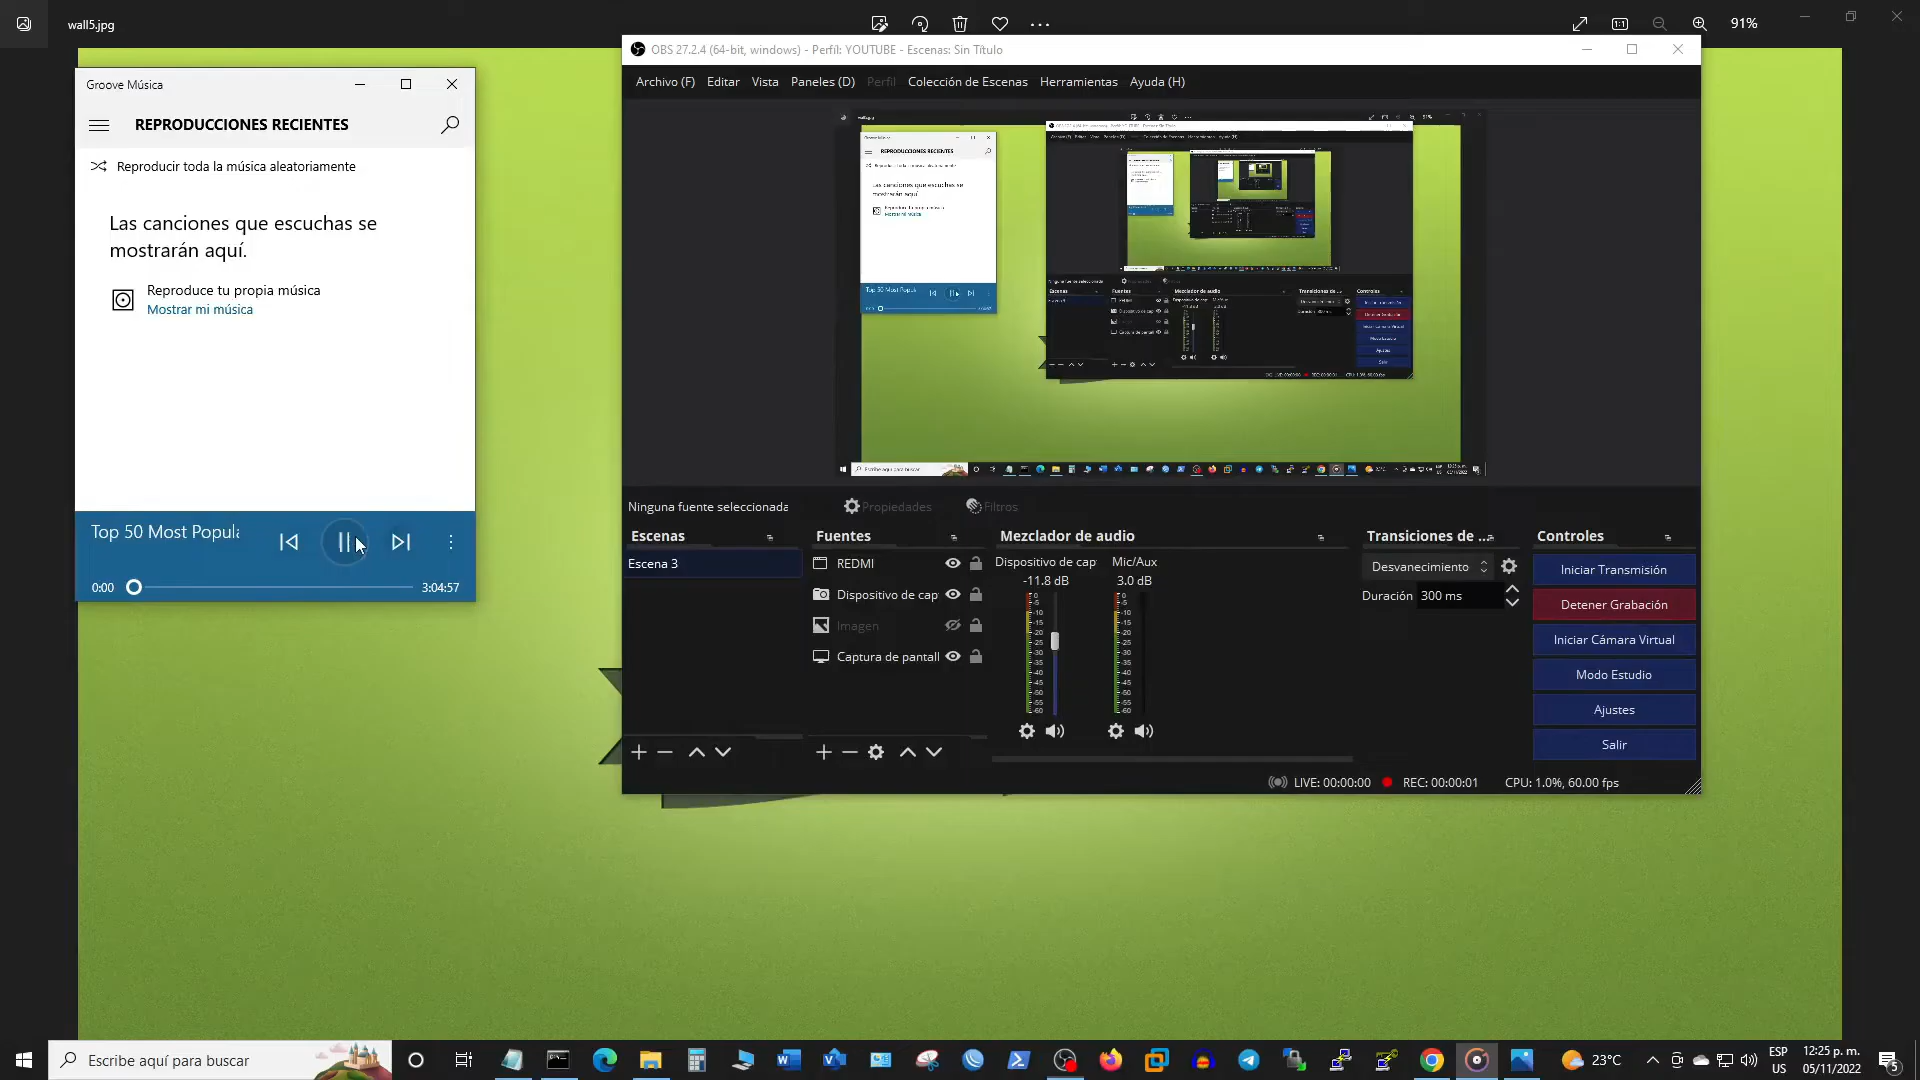 wall5.jpg
91%
Groove Música
REPRODUCCIONES RECIENTES
Reproducir toda la música aleatoriamente
Las canciones que escuchas se
mostrarán aquí.
Reproduce tu propia música
Mostrar mi música
Top 50 Most Popula
0:00
3:04:57
OBS 27.2.4 (64-bit, windows) - Perfil: YOUTUBE - Escenas: Sin Título
Archivo (F) Editar Vista Paneles (D) Perfil Colección de Escenas Herramientas Ayuda (H)
Ninguna fuente seleccionada Propiedades Filtros
Escenas
Escena 3
Fuentes
REDMI
Dispositivo de cap
Imagen
Captura de pantall
Mezclador de audio
Dispositivo de cap Mic/Aux
-11.8 dB 3.0 dB
Transiciones de ...
Desvanecimiento
Duración 300 ms
Controles
Iniciar Transmisión
Detener Grabación
Iniciar Cámara Virtual
Modo Estudio
Ajustes
Salir
LIVE: 00:00:00 REC: 00:00:01 CPU: 1.0%, 60.00 fps
Escribe aquí para buscar
23°C
ESP
US
12:25 p. m.
05/11/2022
5